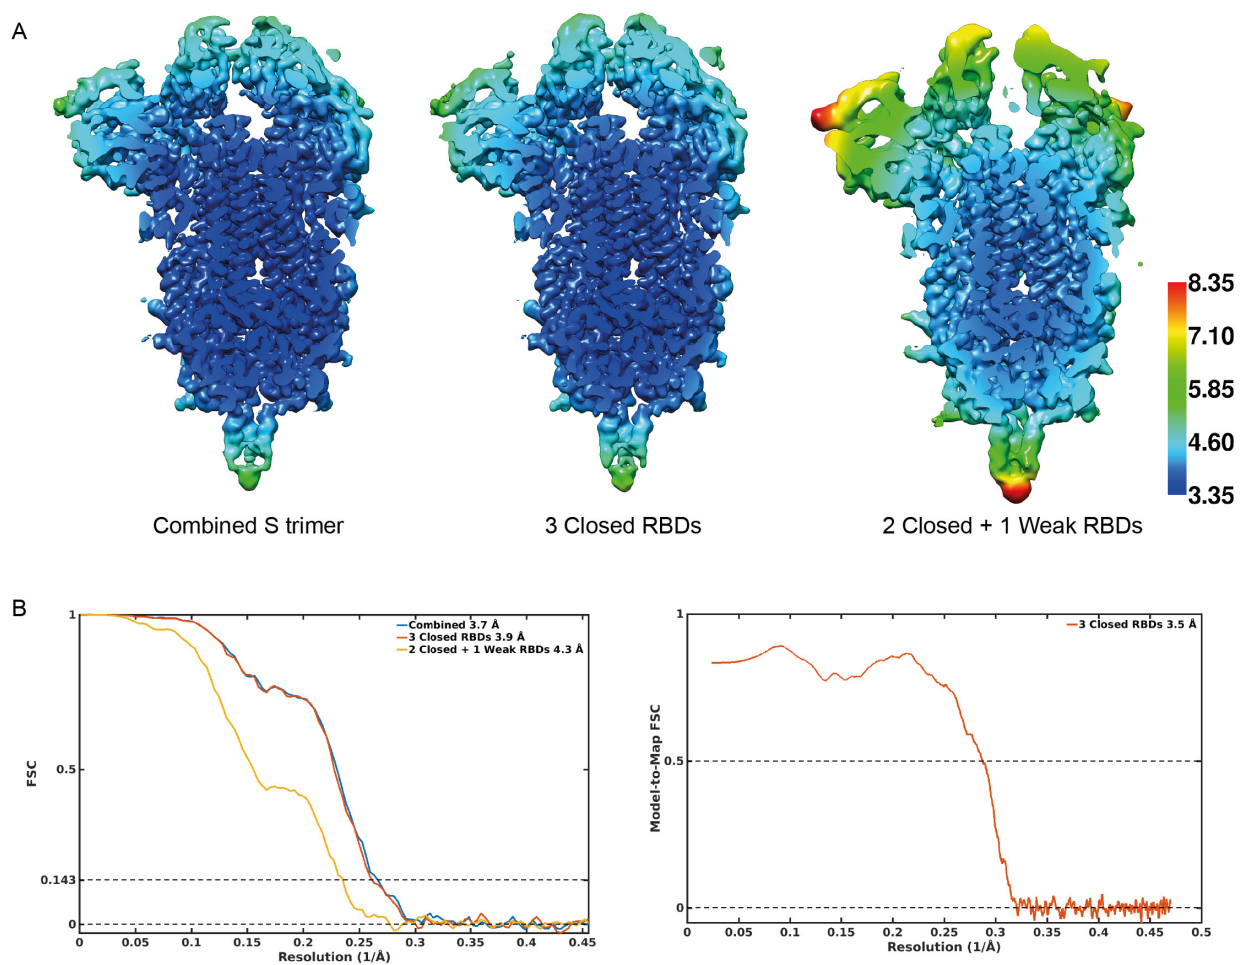 A
8.35
7.10
5.85
4.60
3.35
Combined S trimer
3 Closed RBDs
2 Closed + 1 Weak RBDs
B
1
0.5
0.143
0
FSC
Combined 3.7 Å
3 Closed RBDs 3.9 Å
2 Closed + 1 Weak RBDs 4.3 Å
0 0.05 0.1 0.15 0.2 0.25 0.3 0.35 0.4 0.45
Resolution (1/Å)
1
0.5
0
Model-to-Map FSC
3 Closed RBDs 3.5 Å
0 0.05 0.1 0.15 0.2 0.25 0.3 0.35 0.4 0.45 0.5
Resolution (1/Å)